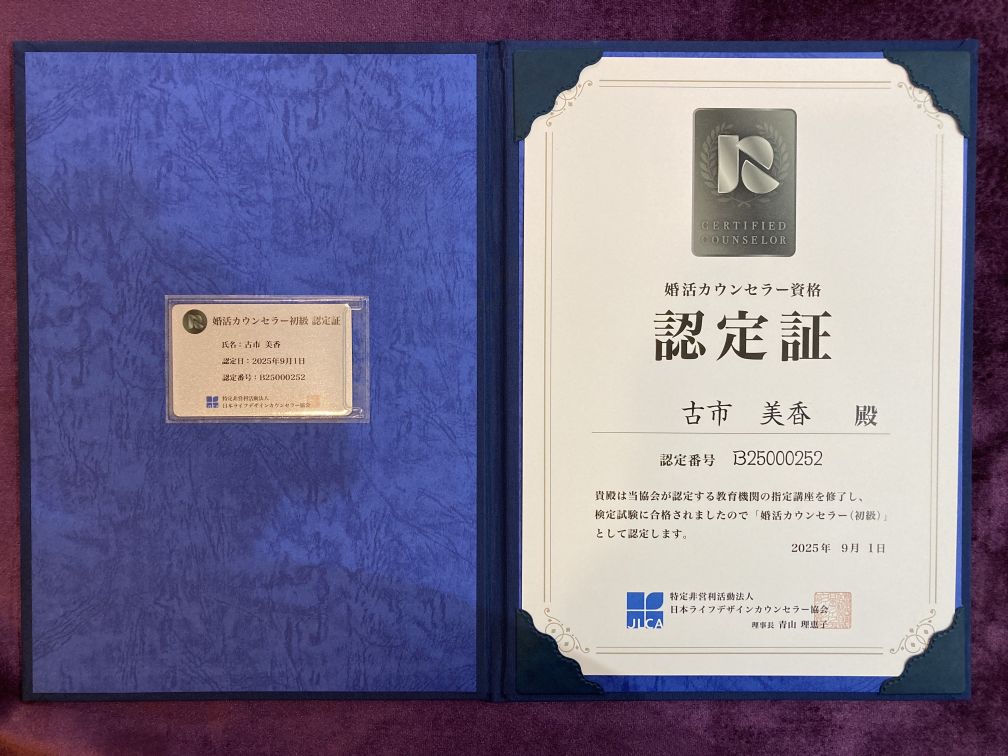 婚活カウンセラー初級 認定証
氏名：古市 美香
認定日：2025年9月1日
認定番号：B25000252
特定非営利活動法人
日本ライフデザインカウンセラー協会
CERTIFIED
COUNSELOR
婚活カウンセラー資格
認定証
古市 美香 殿
認定番号 B25000252
貴殿は当協会が認定する教育機関の指定講座を修了し、
検定試験に合格されましたので「婚活カウンセラー（初級）」
として認定します。
2025年 9月 1日
JLCA
特定非営利活動法人
日本ライフデザインカウンセラー協会
理事長 青山 理恵子